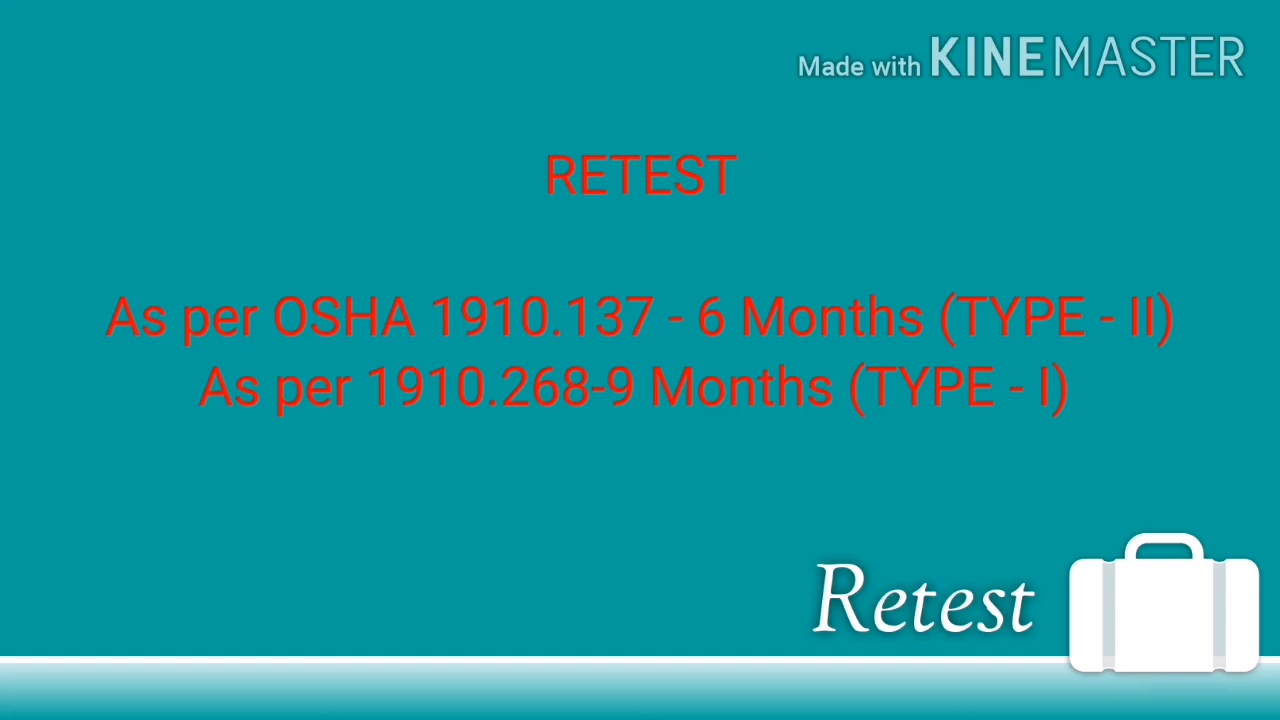 Made with KINEMASTER
RETEST
As per OSHA 1910.137 - 6 Months (TYPE - II)
As per 1910.268-9 Months (TYPE - I)
Retest